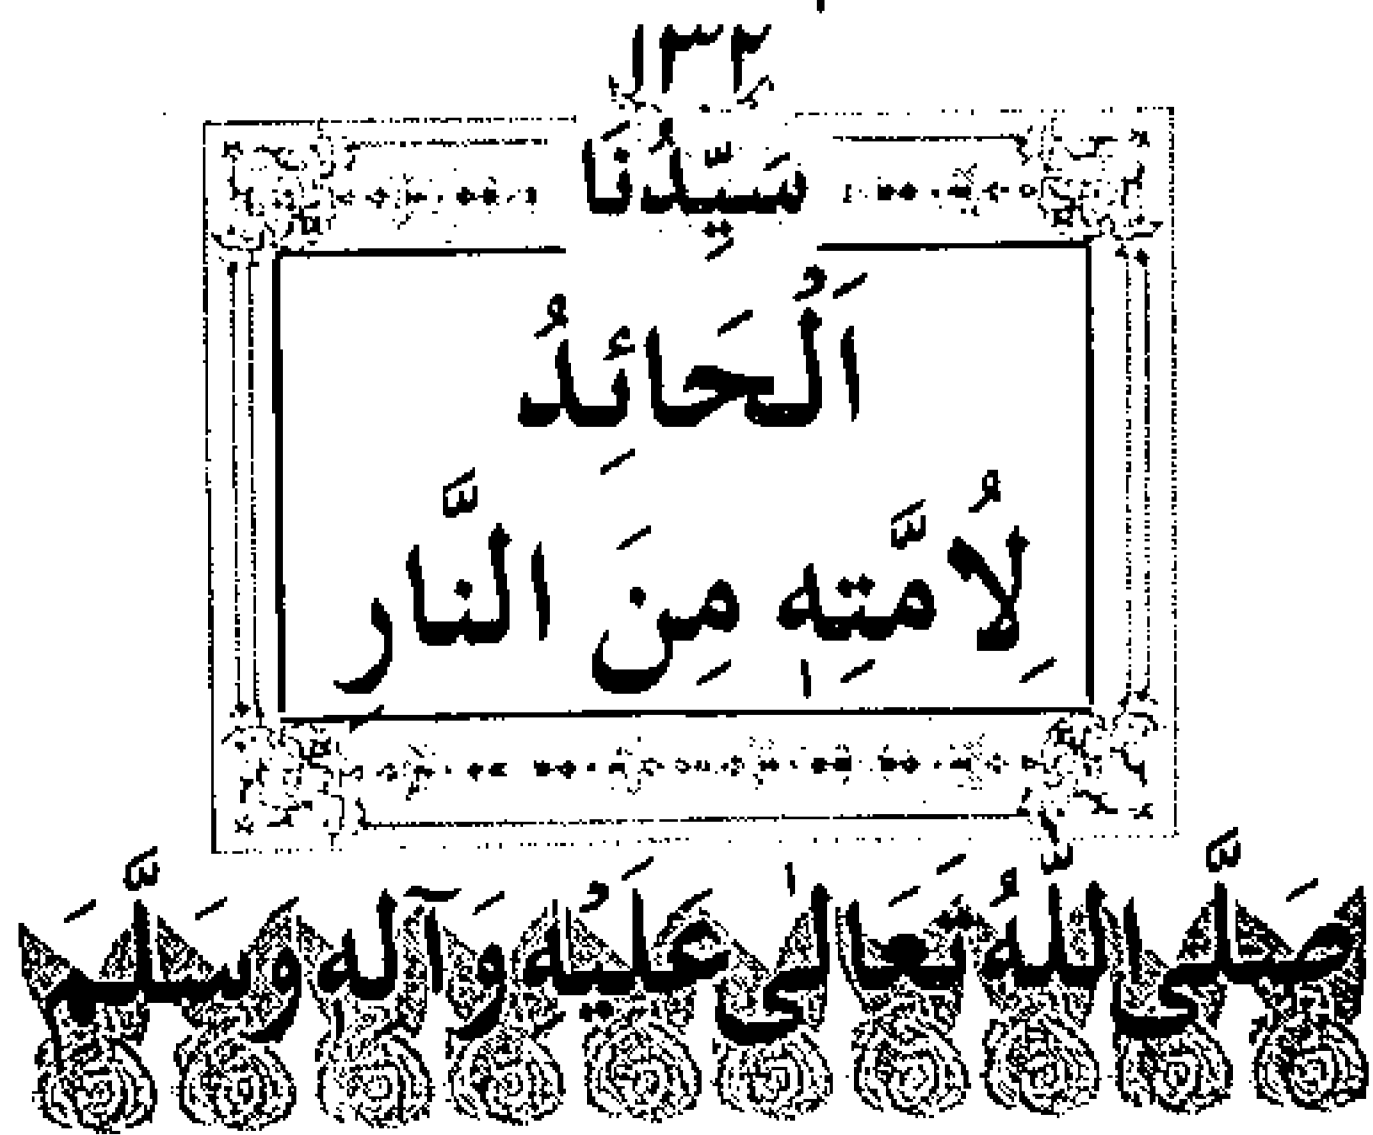 ١٣٢
سَيِّدُنَا
اَلْحَائِدُ
لِاُمَّتِهٖ مِنَ النَّارِ
صَلَّى اللّٰهُ تَعَالٰى عَلَيْهِ وَآلِهٖ وَسَلَّمَ